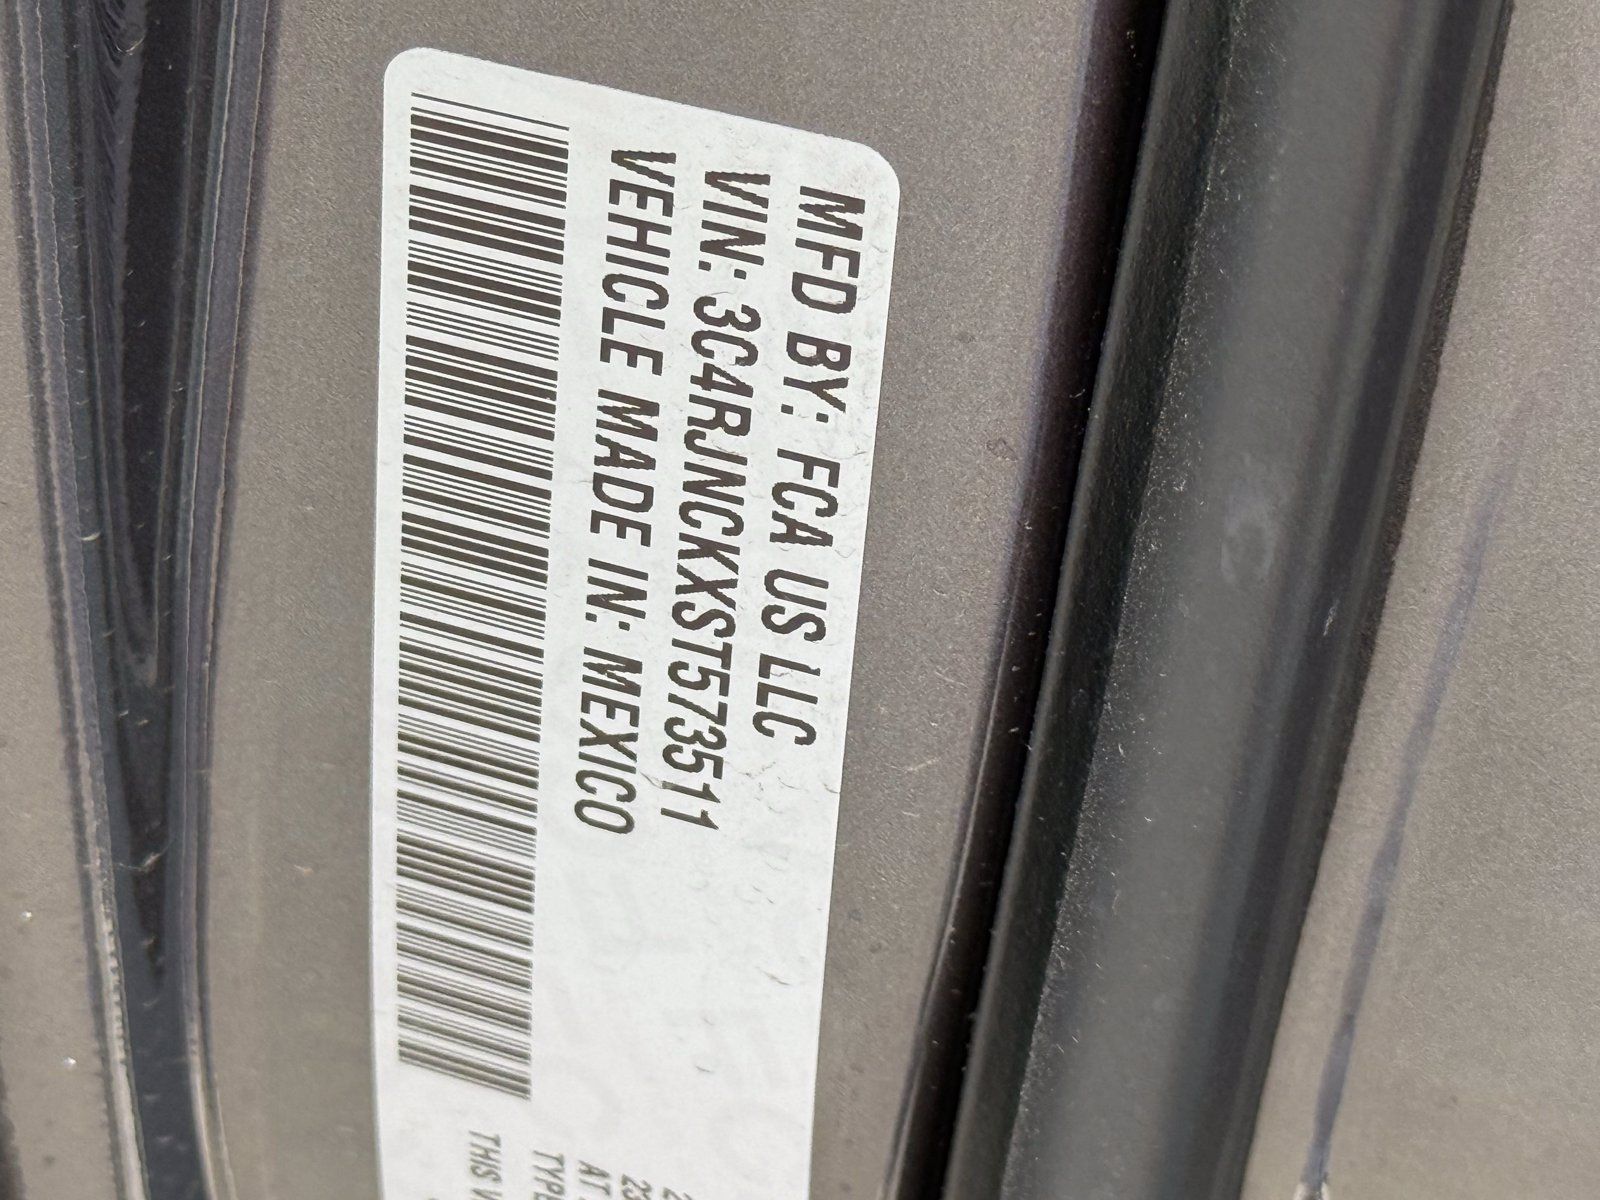 MFD BY: FCA US LLC
VIN: 3C4RJNCKXST573511
VEHICLE MADE IN: MEXICO